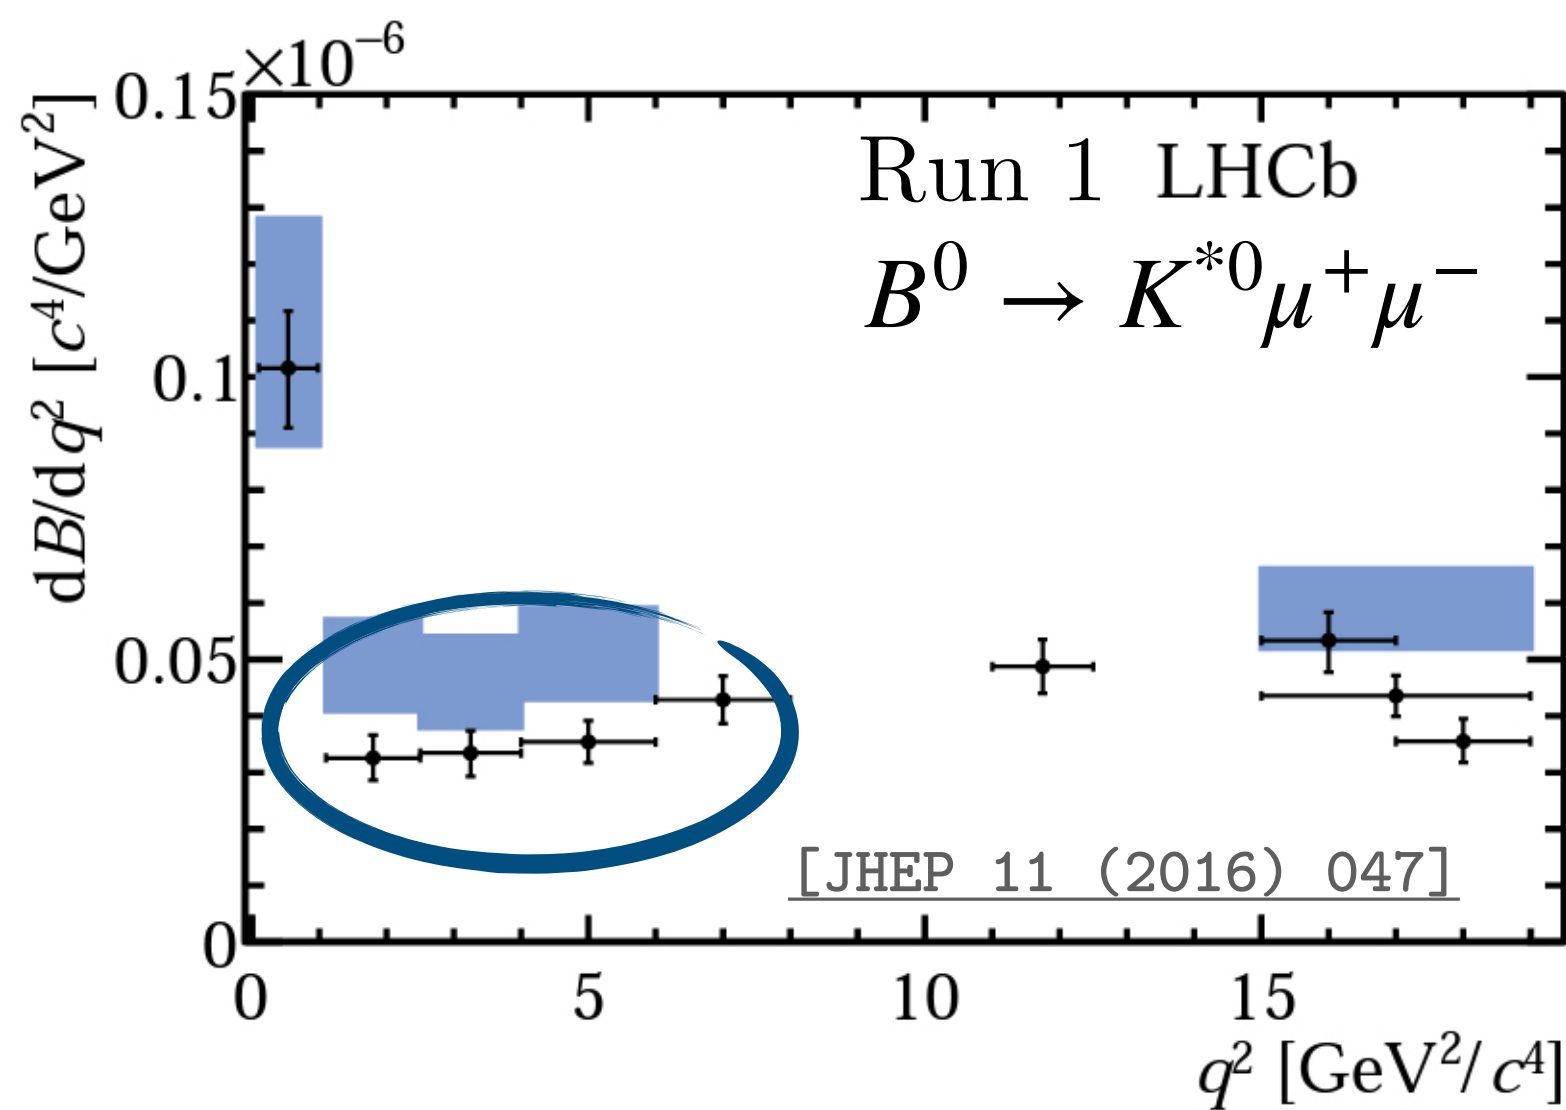 ×10⁻⁶
0.15
0.1
0.05
0
dB/dq² [c⁴/GeV²]
Run 1 LHCb
B⁰ → K*⁰μ⁺μ⁻
[JHEP 11 (2016) 047]
0 5 10 15
q² [GeV²/c⁴]